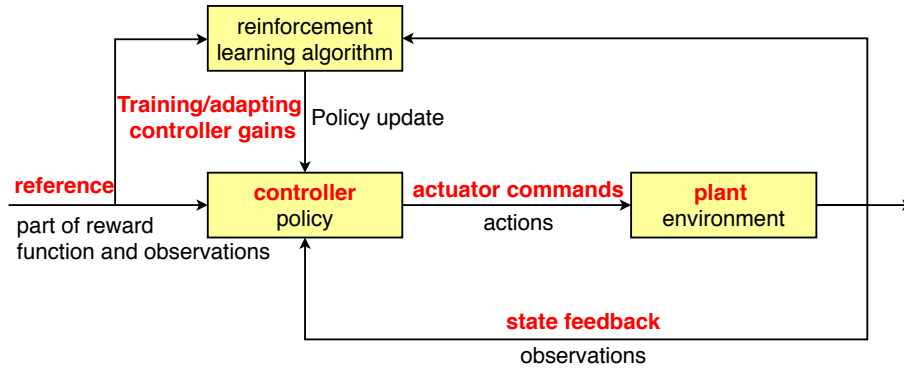 reinforcement
learning algorithm
Training/adapting
controller gains
Policy update
reference
part of reward
function and observations
controller
policy
actuator commands
actions
plant
environment
state feedback
observations